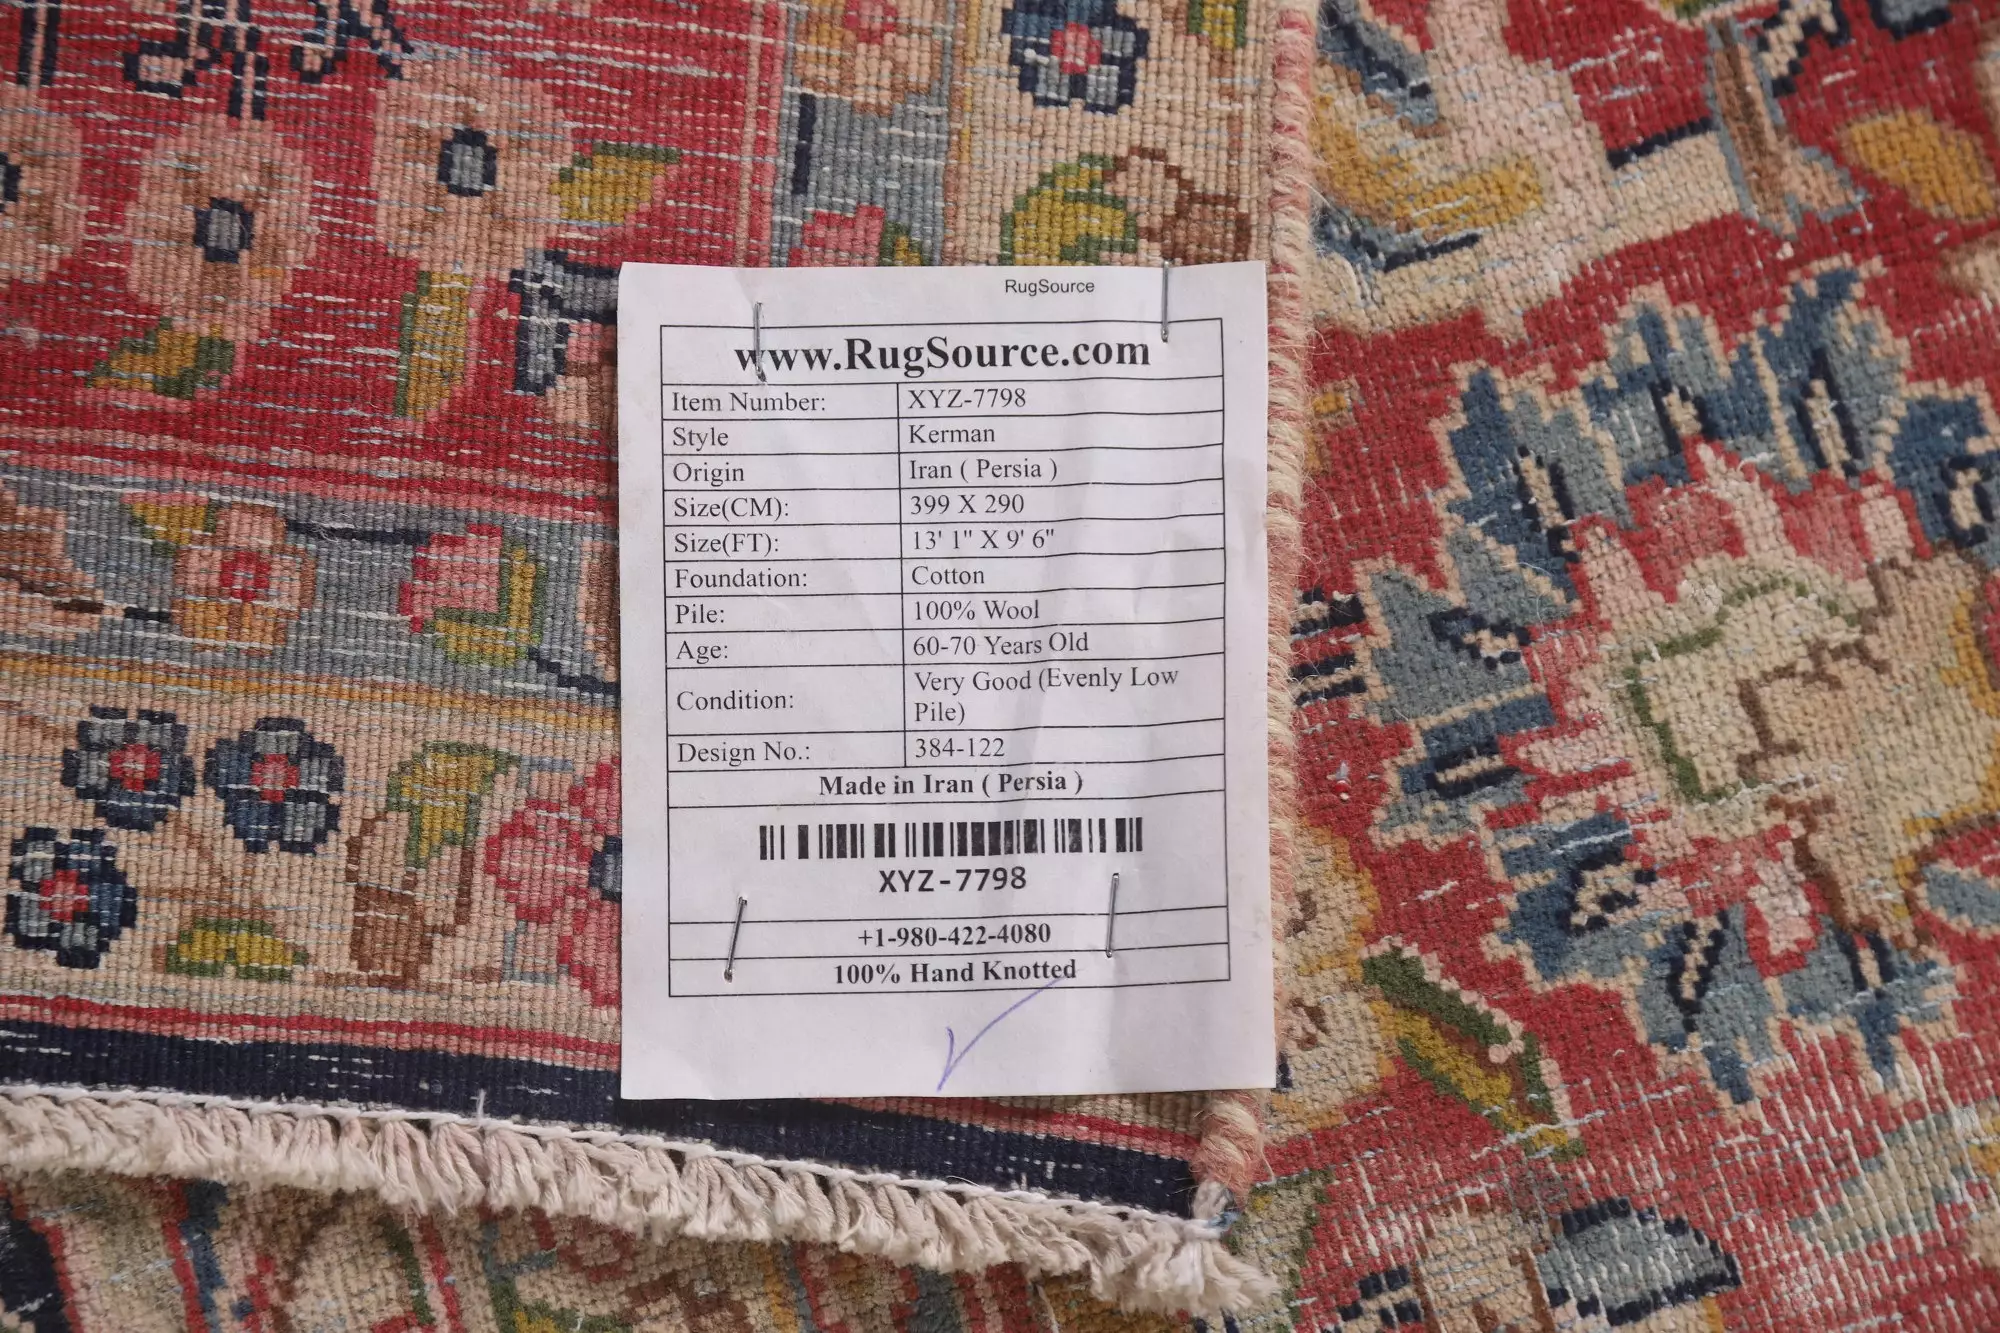 RugSource
www.RugSource.com
Item Number: XYZ-7798
Style Kerman
Origin Iran ( Persia )
Size(CM): 399 X 290
Size(FT): 13' 1" X 9' 6"
Foundation: Cotton
Pile: 100% Wool
Age: 60-70 Years Old
Condition: Very Good (Evenly Low
Pile)
Design No.: 384-122
Made in Iran ( Persia )
XYZ-7798
+1-980-422-4080
100% Hand Knotted